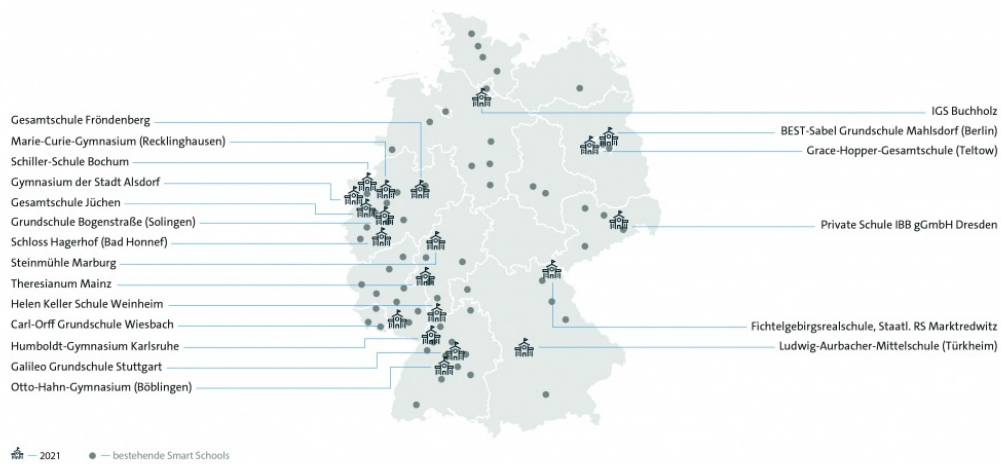 Gesamtschule Fröndenberg
Marie-Curie-Gymnasium (Recklinghausen)
Schiller-Schule Bochum
Gymnasium der Stadt Alsdorf
Gesamtschule Jüchen
Grundschule Bogenstraße (Solingen)
Schloss Hagerhof (Bad Honnef)
Steinmühle Marburg
Theresianum Mainz
Helen Keller Schule Weinheim
Carl-Orff Grundschule Wiesbach
Humboldt-Gymnasium Karlsruhe
Galileo Grundschule Stuttgart
Otto-Hahn-Gymnasium (Böblingen)
IGS Buchholz
BEST-Sabel Grundschule Mahlsdorf (Berlin)
Grace-Hopper-Gesamtschule (Teltow)
Private Schule IBB gGmbH Dresden
Fichtelgebirgsrealschule, Staatl. RS Marktredwitz
Ludwig-Aurbacher-Mittelschule (Türkheim)
2021
bestehende Smart Schools